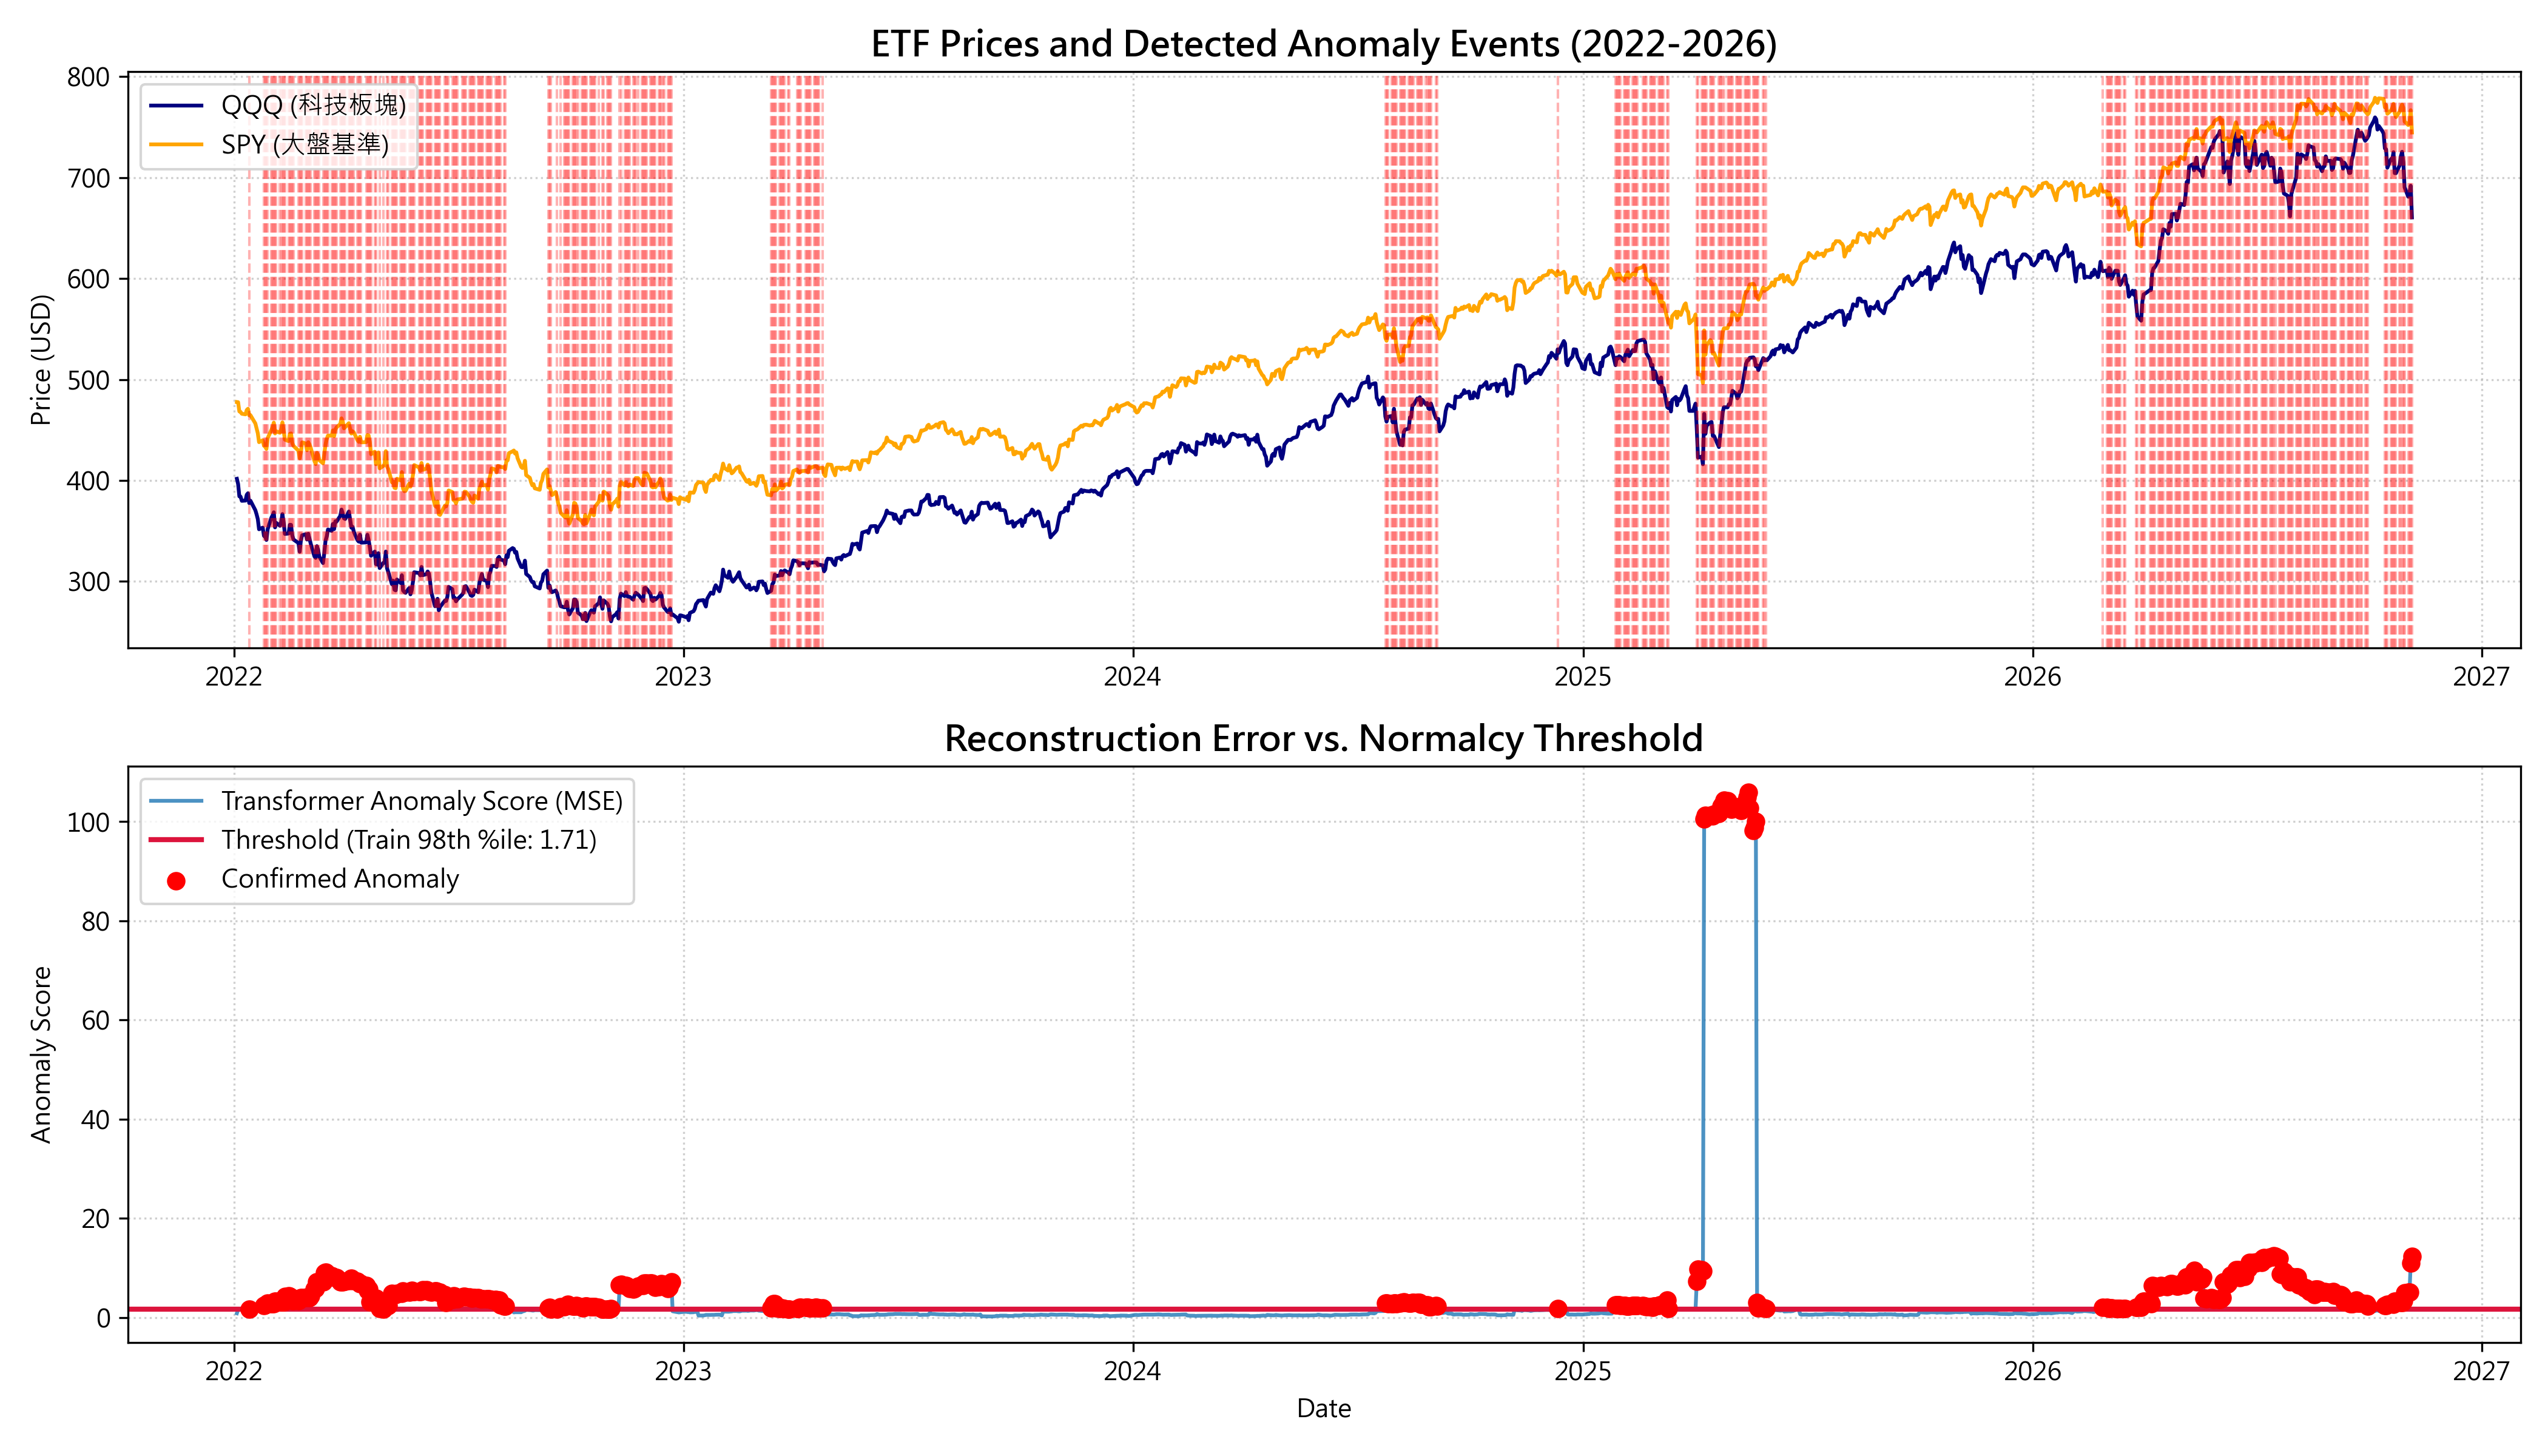 ETF Prices and Detected Anomaly Events (2022-2026)
QQQ (科技板塊)
SPY (大盤基準)
Price (USD)
800
700
600
500
400
300
2022
2023
2024
2025
2026
2027
Reconstruction Error vs. Normalcy Threshold
Transformer Anomaly Score (MSE)
Threshold (Train 98th %ile: 1.71)
Confirmed Anomaly
Anomaly Score
100
80
60
40
20
0
2022
2023
2024
2025
2026
2027
Date